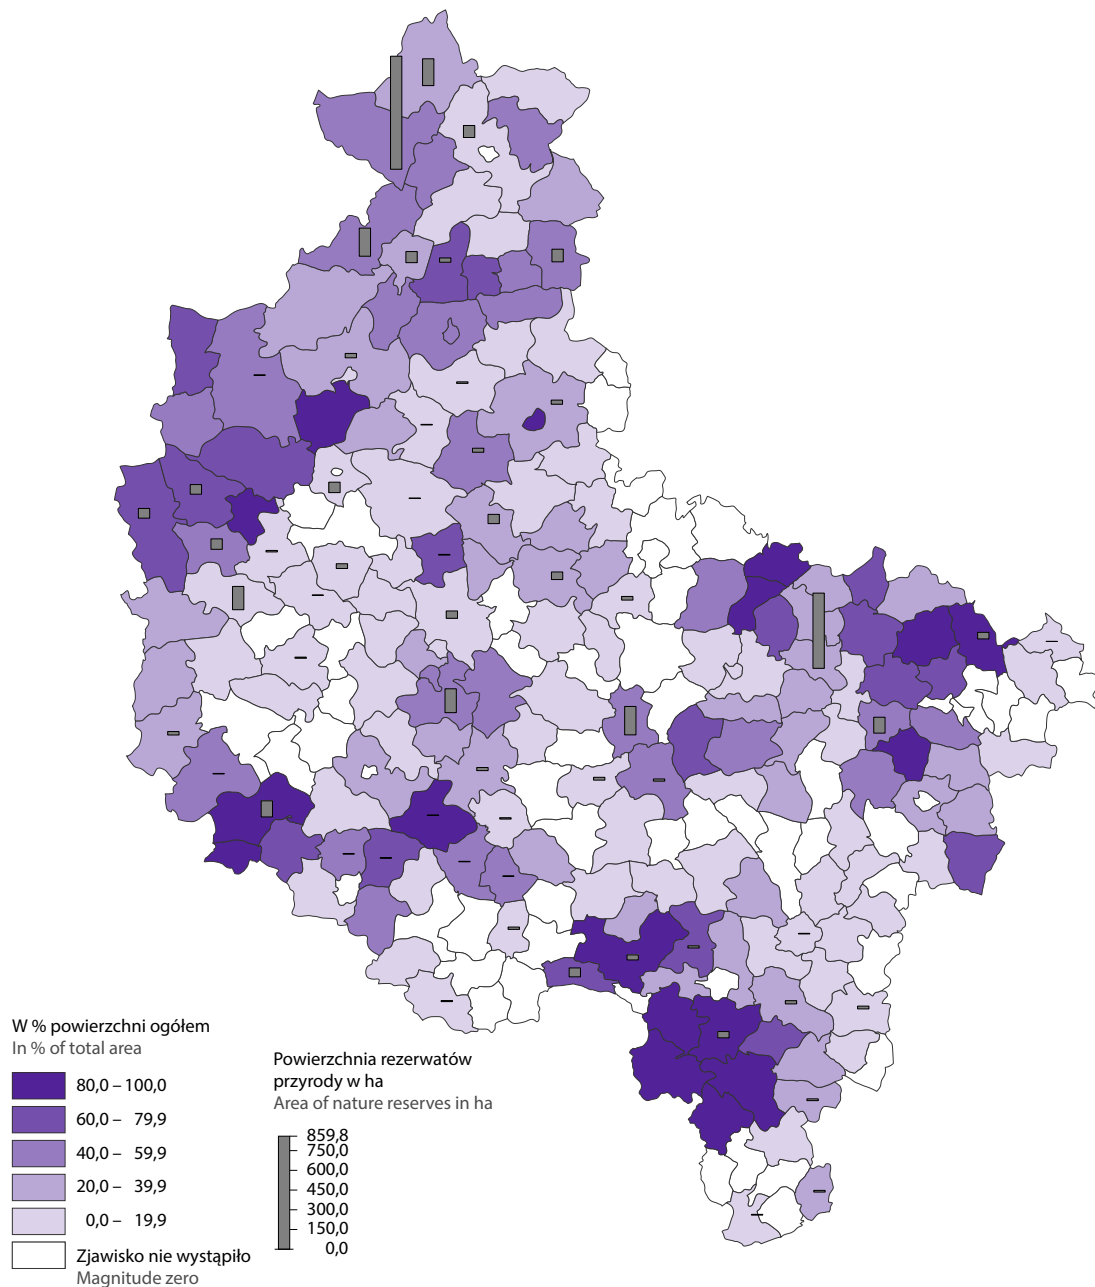 W % powierzchni ogółem
In % of total area
80,0 – 100,0
60,0 – 79,9
40,0 – 59,9
20,0 – 39,9
0,0 – 19,9
Zjawisko nie wystąpiło
Magnitude zero
Powierzchnia rezerwatów
przyrody w ha
Area of nature reserves in ha
859,8
750,0
600,0
450,0
300,0
150,0
0,0